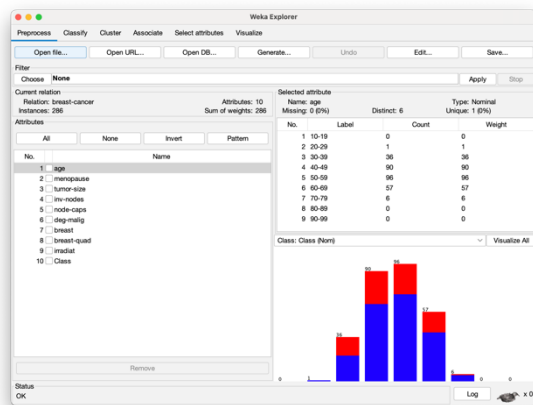 Weka Explorer
Preprocess Classify Cluster Associate Select attributes Visualize
Open file... Open URL... Open DB... Generate... Undo Edit... Save...
Filter
Choose None Apply Stop
Current relation
Relation: breast-cancer Attributes: 10
Instances: 286 Sum of weights: 286
Attributes
All None Invert Pattern
No. Name
1 age
2 menopause
3 tumor-size
4 inv-nodes
5 node-caps
6 deg-malig
7 breast
8 breast-quad
9 irradiat
10 Class
Remove
Selected attribute
Name: age Type: Nominal
Missing: 0 (0%) Distinct: 6 Unique: 1 (0%)
No. Label Count Weight
1 10-19 0 0
2 20-29 1 1
3 30-39 36 36
4 40-49 90 90
5 50-59 96 96
6 60-69 57 57
7 70-79 6 6
8 80-89 0 0
9 90-99 0 0
Class: Class (Nom) Visualize All
0 1 36 90 96 57 6 0 0
Status
OK
Log x 0